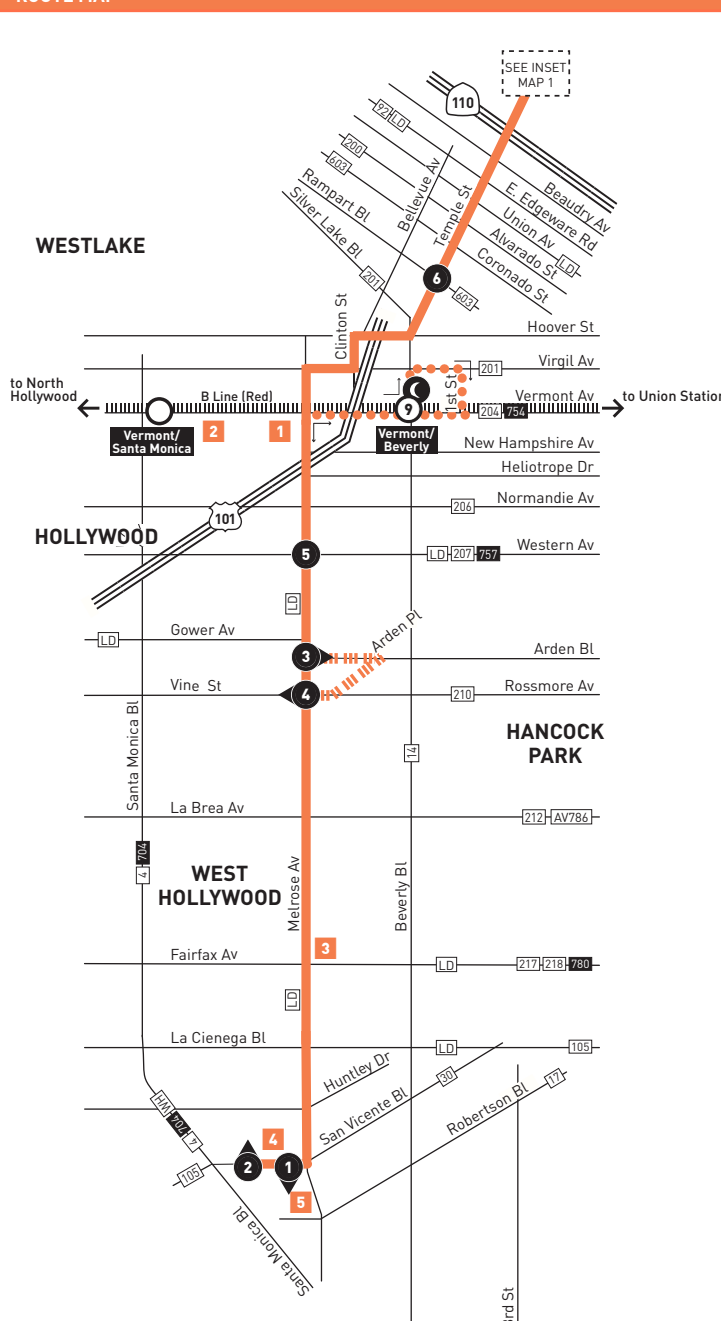 SEE INSET
MAP 1
110
92
LD
200
603
Rampart Bl
Silver Lake Bl
201
Bellevue Av
Temple St
Beaudry Av
E. Edgeware Rd
Union Av
LD
Alvarado St
Coronado St
603
6
WESTLAKE
Clinton St
Hoover St
Virgil Av
201
to North
Hollywood
B Line (Red)
1st St
Vermont Av
to Union Station
204
754
9
Vermont/
Santa Monica
2
1
Vermont/
Beverly
New Hampshire Av
Heliotrope Dr
Normandie Av
206
101
HOLLYWOOD
5
Western Av
LD
207
757
LD
Gower Av
LD
Arden Pl
3
Arden Bl
4
Vine St
210
Rossmore Av
Santa Monica Bl
HANCOCK
PARK
14
La Brea Av
212
AV786
704
4
WEST
HOLLYWOOD
Melrose Av
Beverly Bl
3
Fairfax Av
LD
217
218
780
LD
La Cienega Bl
LD
105
Huntley Dr
San Vicente Bl
30
Robertson Bl
17
WH
704
4
105
4
2
1
5
Santa Monica Bl
3rd St